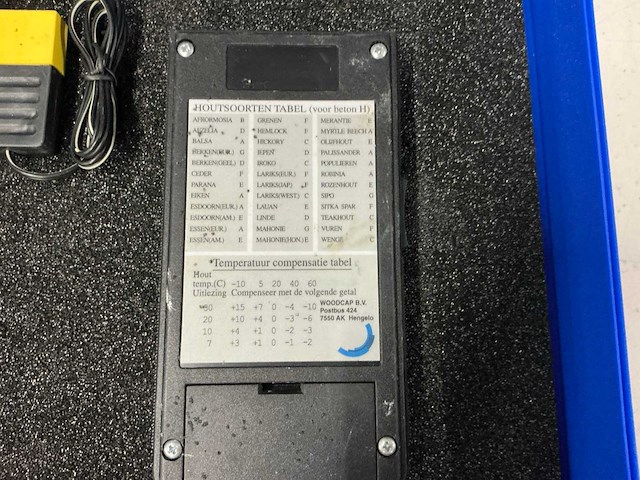 HOUTSOORTEN TABEL (voor beton H)
AFRORMOSIA B GRENEN F MERANTIE E
AFZELIA D HEMLOCK F MYRTLE BEECH A
BALSA A HICKORY C OLIJFHOUT E
BERKEN(EUR.) G IEPEN D PALISSANDER A
BERKEN(GEEL) D IROKO C POPULIEREN A
CEDER F LARIKS(EUR.) F ROBINIA A
PARANA E LARIKS(JAP.) F ROZENHOUT E
EIKEN A LARIKS(WEST) C SIPO G
ESDOORN(EUR.) A LAUAN E SITKA SPAR F
ESDOORN(AM.) E LINDE D TEAKHOUT C
ESSEN(EUR.) A MAHONIE G VUREN F
ESSEN(AM.) E MAHONIE(HON.) E WENGE C
Temperatuur compensatie tabel
Hout
temp.(C) -10 5 20 40 60
Uitlezing Compenseer met de volgende getal
30 +15 +7 0 -4 -10
20 +10 +4 0 -3 -6
10 +4 +1 0 -2 -3
7 +3 +1 0 -1 -2
WOODCAP B.V.
Postbus 424
7550 AK Hengelo